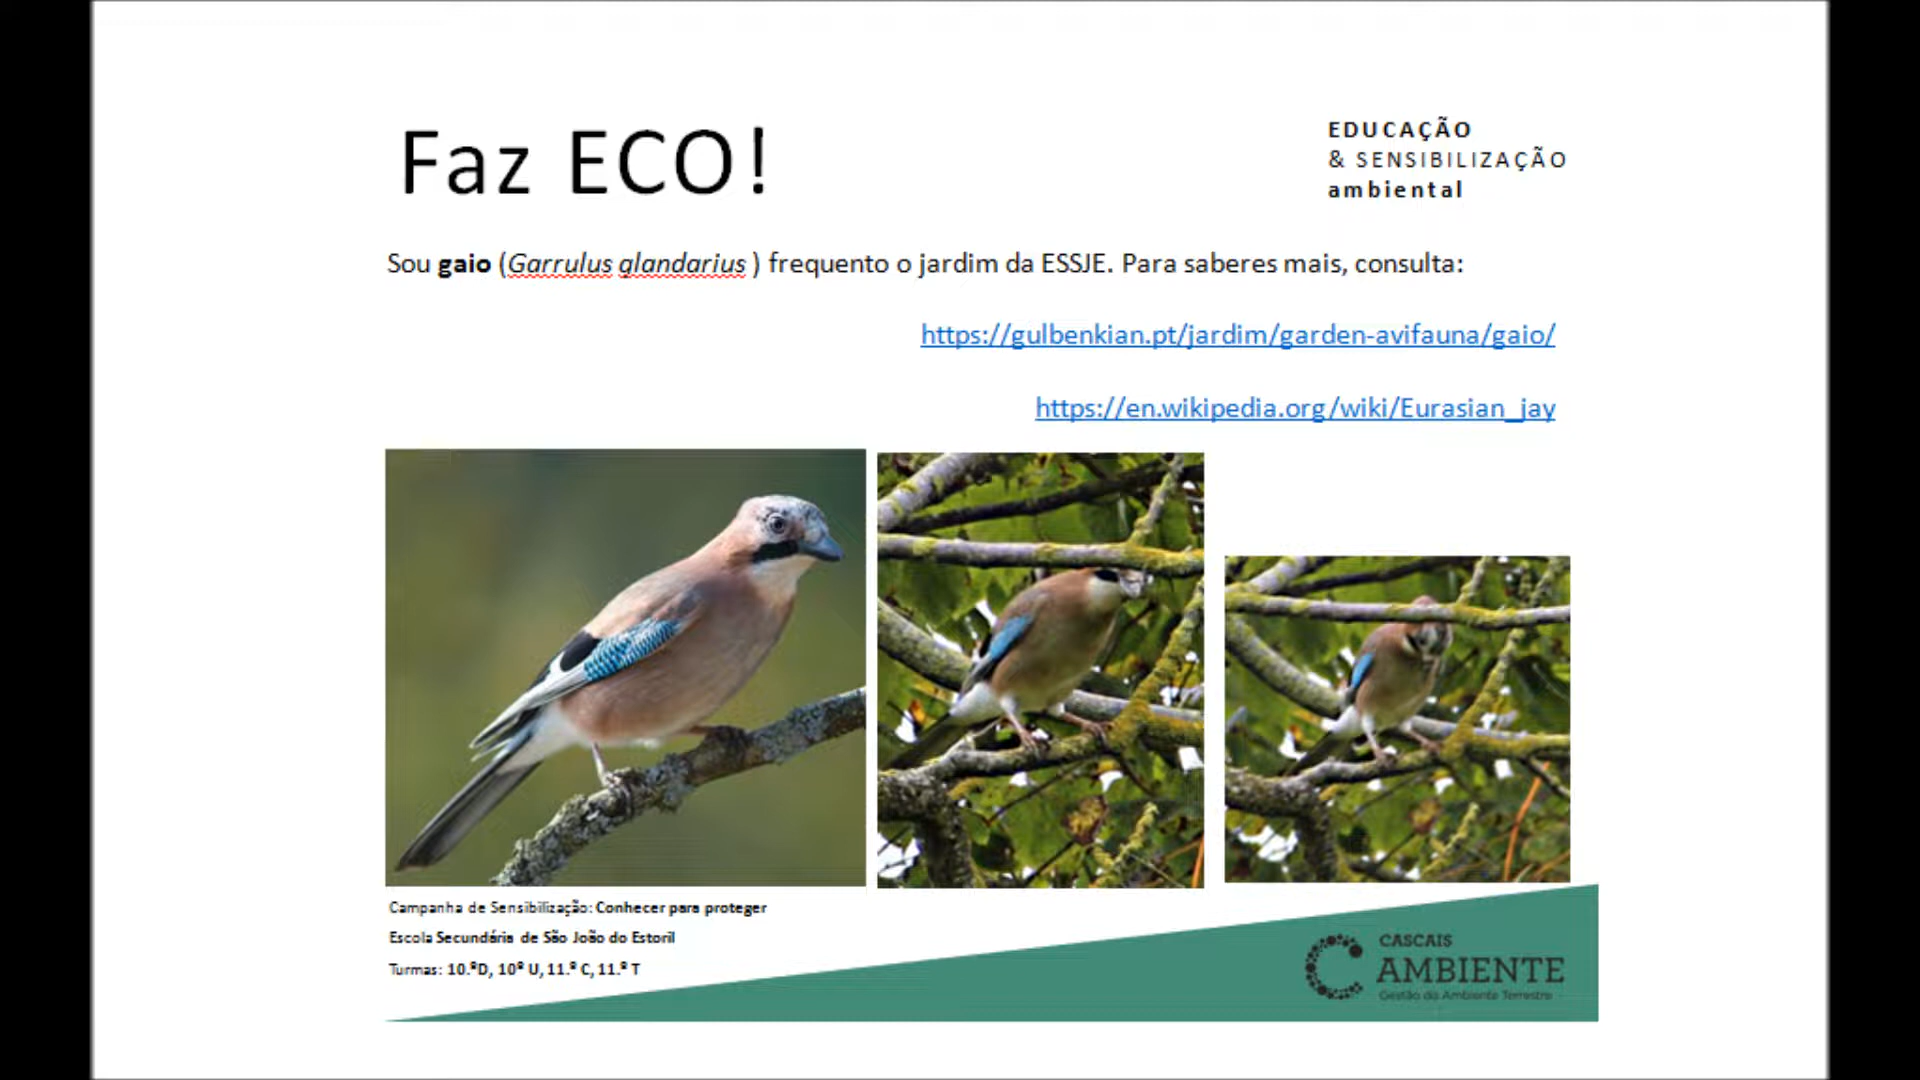 Faz ECO!
EDUCAÇÃO
& SENSIBILIZAÇÃO
ambiental
Sou gaio (Garrulus glandarius ) frequento o jardim da ESSJE. Para saberes mais, consulta:
https://gulbenkian.pt/jardim/garden-avifauna/gaio/
https://en.wikipedia.org/wiki/Eurasian_jay
Campanha de Sensibilização: Conhecer para proteger
Escola Secundária de São João do Estoril
Turmas: 10.ºD, 10º U, 11.º C, 11.º T
CASCAIS
AMBIENTE
Gestão do Ambiente Terrestre